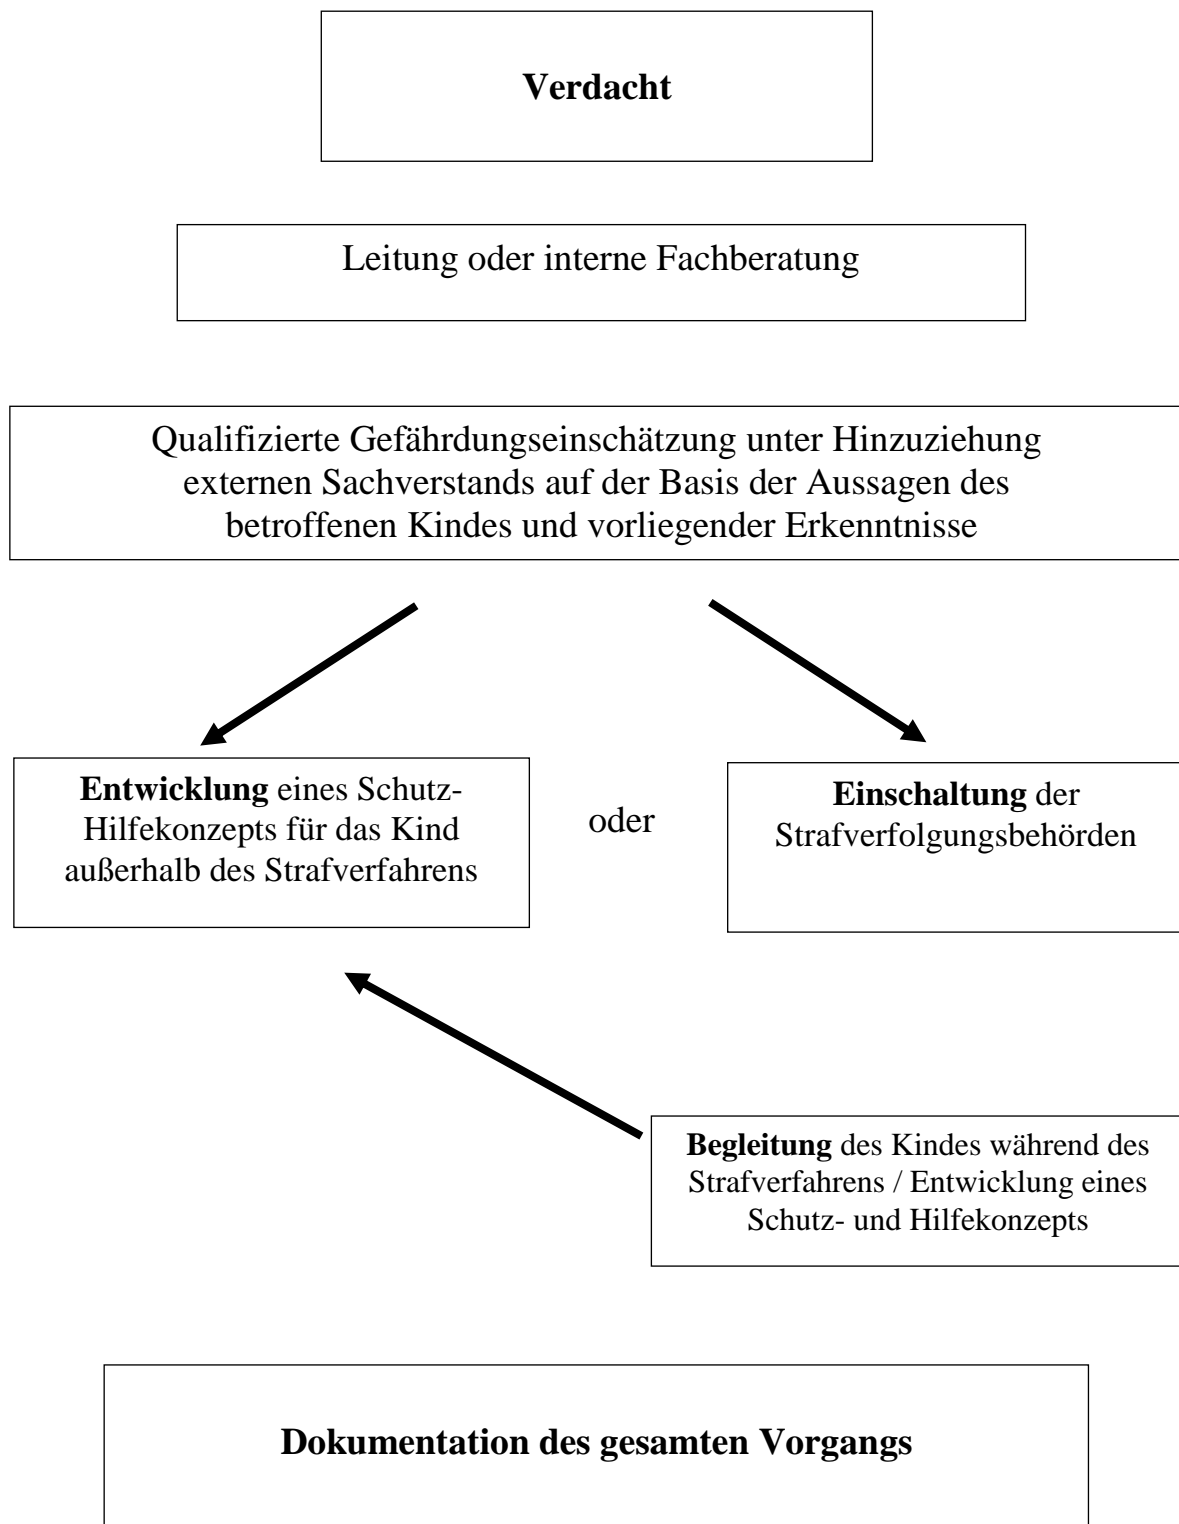 Verdacht
Leitung oder interne Fachberatung
Qualifizierte Gefährdungseinschätzung unter Hinzuziehung
externen Sachverstands auf der Basis der Aussagen des
betroffenen Kindes und vorliegender Erkenntnisse
Entwicklung eines Schutz-
Hilfekonzepts für das Kind
außerhalb des Strafverfahrens
oder
Einschaltung der
Strafverfolgungsbehörden
Begleitung des Kindes während des
Strafverfahrens / Entwicklung eines
Schutz- und Hilfekonzepts
Dokumentation des gesamten Vorgangs